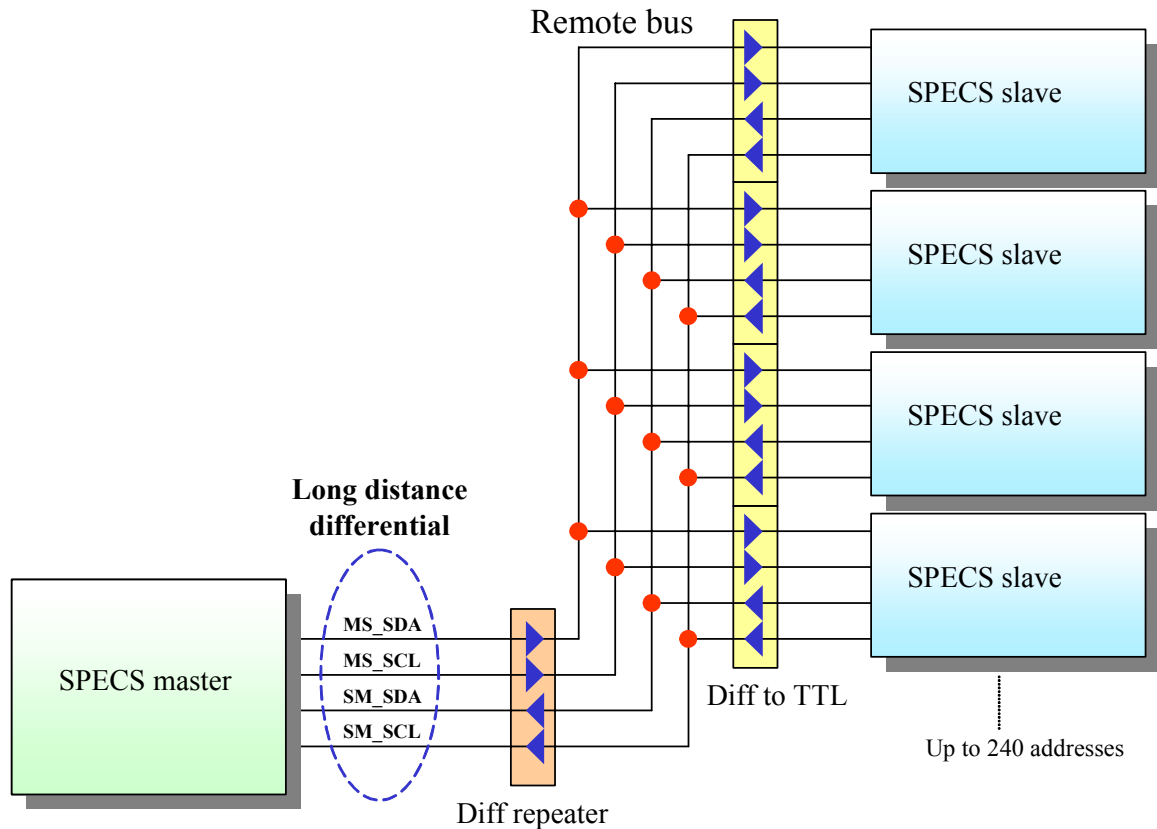 Remote bus
SPECS slave
SPECS slave
SPECS slave
Long distance
differential
SPECS slave
MS_SDA
MS_SCL
SPECS master
SM_SDA
SM_SCL
Diff to TTL
Up to 240 addresses
Diff repeater